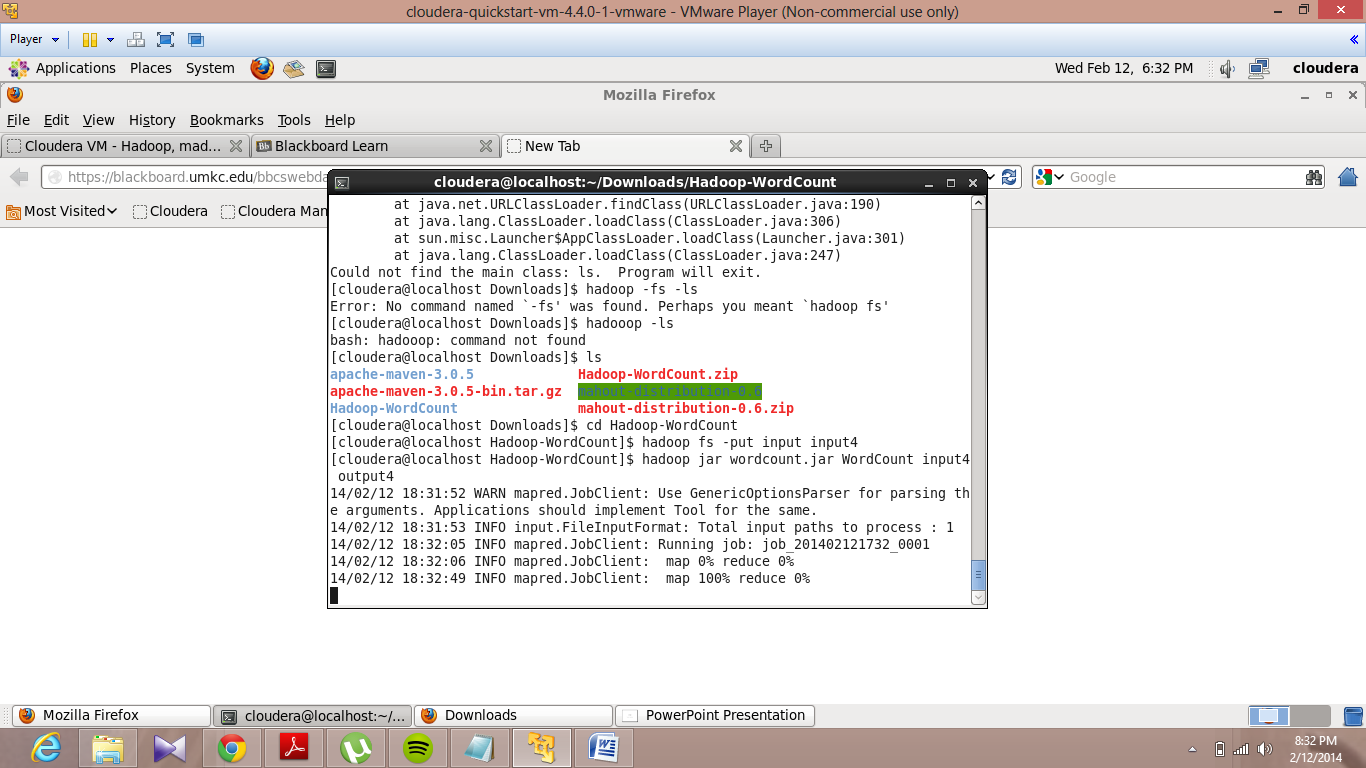 cloudera-quickstart-vm-4.4.0-1-vmware - VMware Player (Non-commercial use only)
Player
Applications Places System Wed Feb 12, 6:32 PM cloudera
Mozilla Firefox
File Edit View History Bookmarks Tools Help
Cloudera VM - Hadoop, mad... Blackboard Learn New Tab
https://blackboard.umkc.edu/bbcswebda Google
cloudera@localhost:~/Downloads/Hadoop-WordCount
Most Visited Cloudera Cloudera Man
at java.net.URLClassLoader.findClass(URLClassLoader.java:190)
at java.lang.ClassLoader.loadClass(ClassLoader.java:306)
at sun.misc.Launcher$AppClassLoader.loadClass(Launcher.java:301)
at java.lang.ClassLoader.loadClass(ClassLoader.java:247)
Could not find the main class: ls.  Program will exit.
[cloudera@localhost Downloads]$ hadoop -fs -ls
Error: No command named `-fs' was found. Perhaps you meant `hadoop fs'
[cloudera@localhost Downloads]$ hadooop -ls
bash: hadooop: command not found
[cloudera@localhost Downloads]$ ls
apache-maven-3.0.5 Hadoop-WordCount.zip
apache-maven-3.0.5-bin.tar.gz mahout-distribution-0.6
Hadoop-WordCount mahout-distribution-0.6.zip
[cloudera@localhost Downloads]$ cd Hadoop-WordCount
[cloudera@localhost Hadoop-WordCount]$ hadoop fs -put input input4
[cloudera@localhost Hadoop-WordCount]$ hadoop jar wordcount.jar WordCount input4
output4
14/02/12 18:31:52 WARN mapred.JobClient: Use GenericOptionsParser for parsing th
e arguments. Applications should implement Tool for the same.
14/02/12 18:31:53 INFO input.FileInputFormat: Total input paths to process : 1
14/02/12 18:32:05 INFO mapred.JobClient: Running job: job_201402121732_0001
14/02/12 18:32:06 INFO mapred.JobClient:  map 0% reduce 0%
14/02/12 18:32:49 INFO mapred.JobClient:  map 100% reduce 0%
Mozilla Firefox cloudera@localhost:~/... Downloads PowerPoint Presentation
8:32 PM
2/12/2014